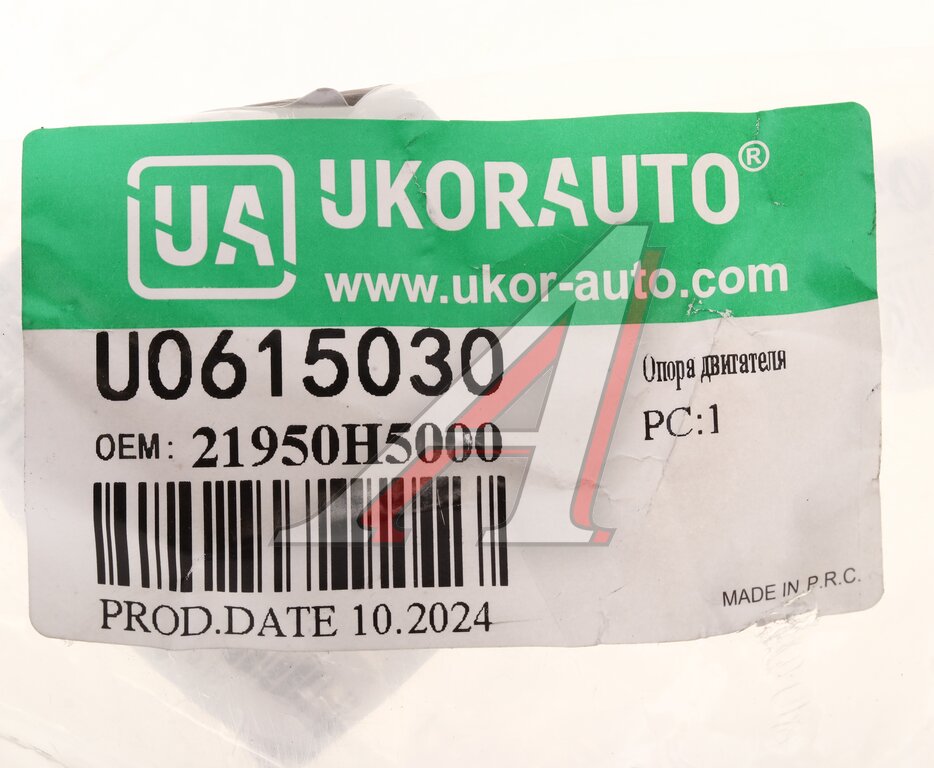 UA UKORAUTO®
www.ukor-auto.com
U0615030
OEM: 21950H5000
Опора двигателя
PC:1
PROD.DATE 10.2024
MADE IN P.R.C.